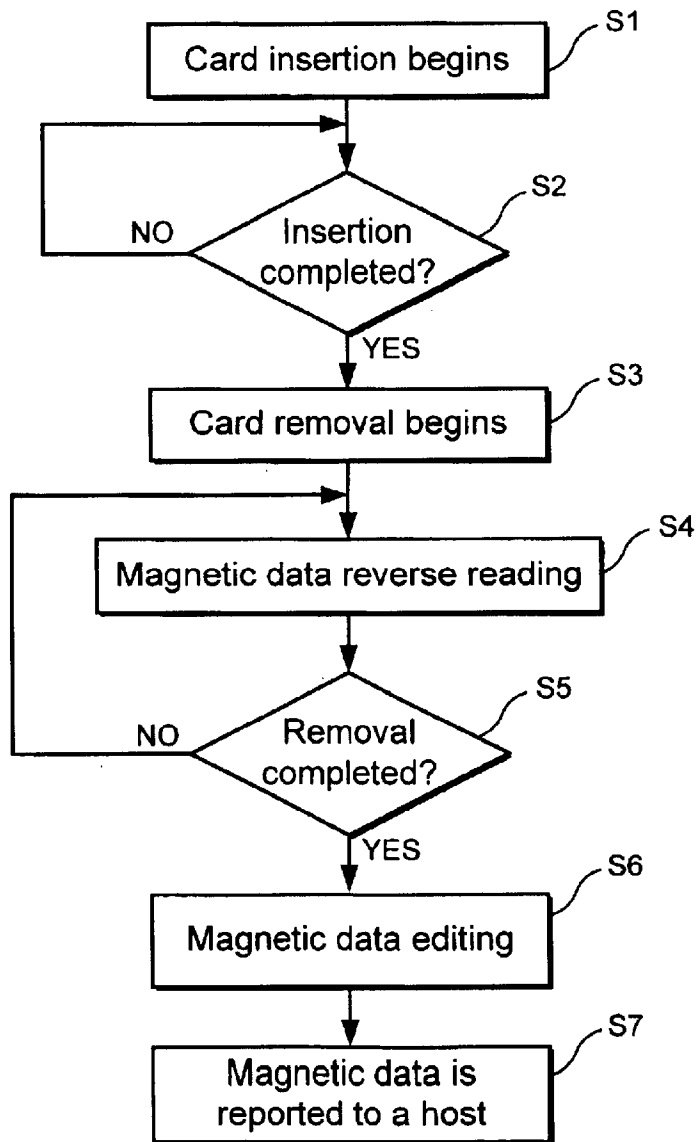 S1
Card insertion begins
S2
NO
Insertion
completed?
YES
S3
Card removal begins
S4
Magnetic data reverse reading
S5
NO
Removal
completed?
YES
S6
Magnetic data editing
S7
Magnetic data is
reported to a host